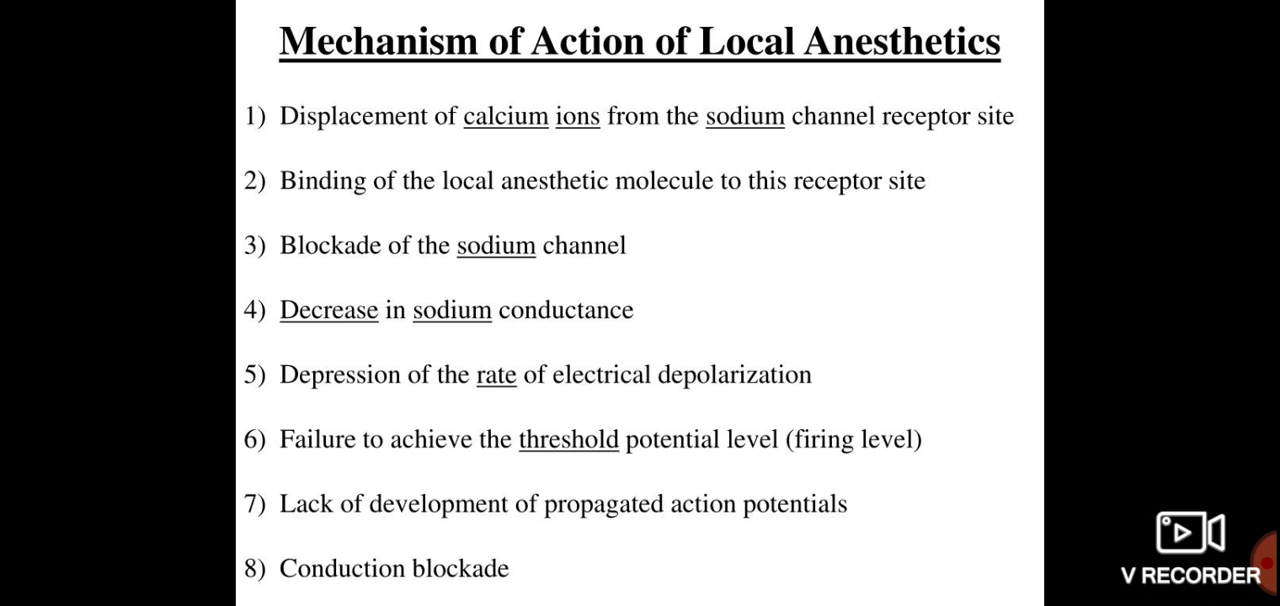 Mechanism of Action of Local Anesthetics
1) Displacement of calcium ions from the sodium channel receptor site
2) Binding of the local anesthetic molecule to this receptor site
3) Blockade of the sodium channel
4) Decrease in sodium conductance
5) Depression of the rate of electrical depolarization
6) Failure to achieve the threshold potential level (firing level)
7) Lack of development of propagated action potentials
8) Conduction blockade
V RECORDER